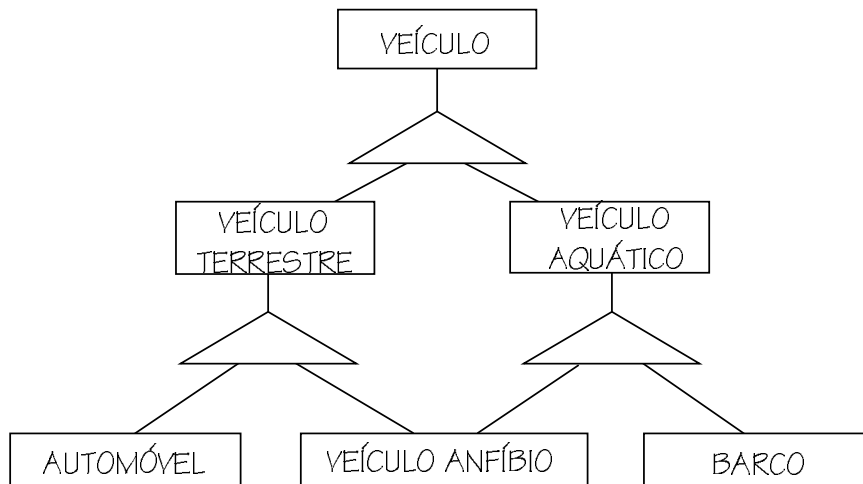 VEÍCULO
VEÍCULO
TERRESTRE
VEÍCULO
AQUÁTICO
AUTOMÓVEL
VEÍCULO ANFÍBIO
BARCO